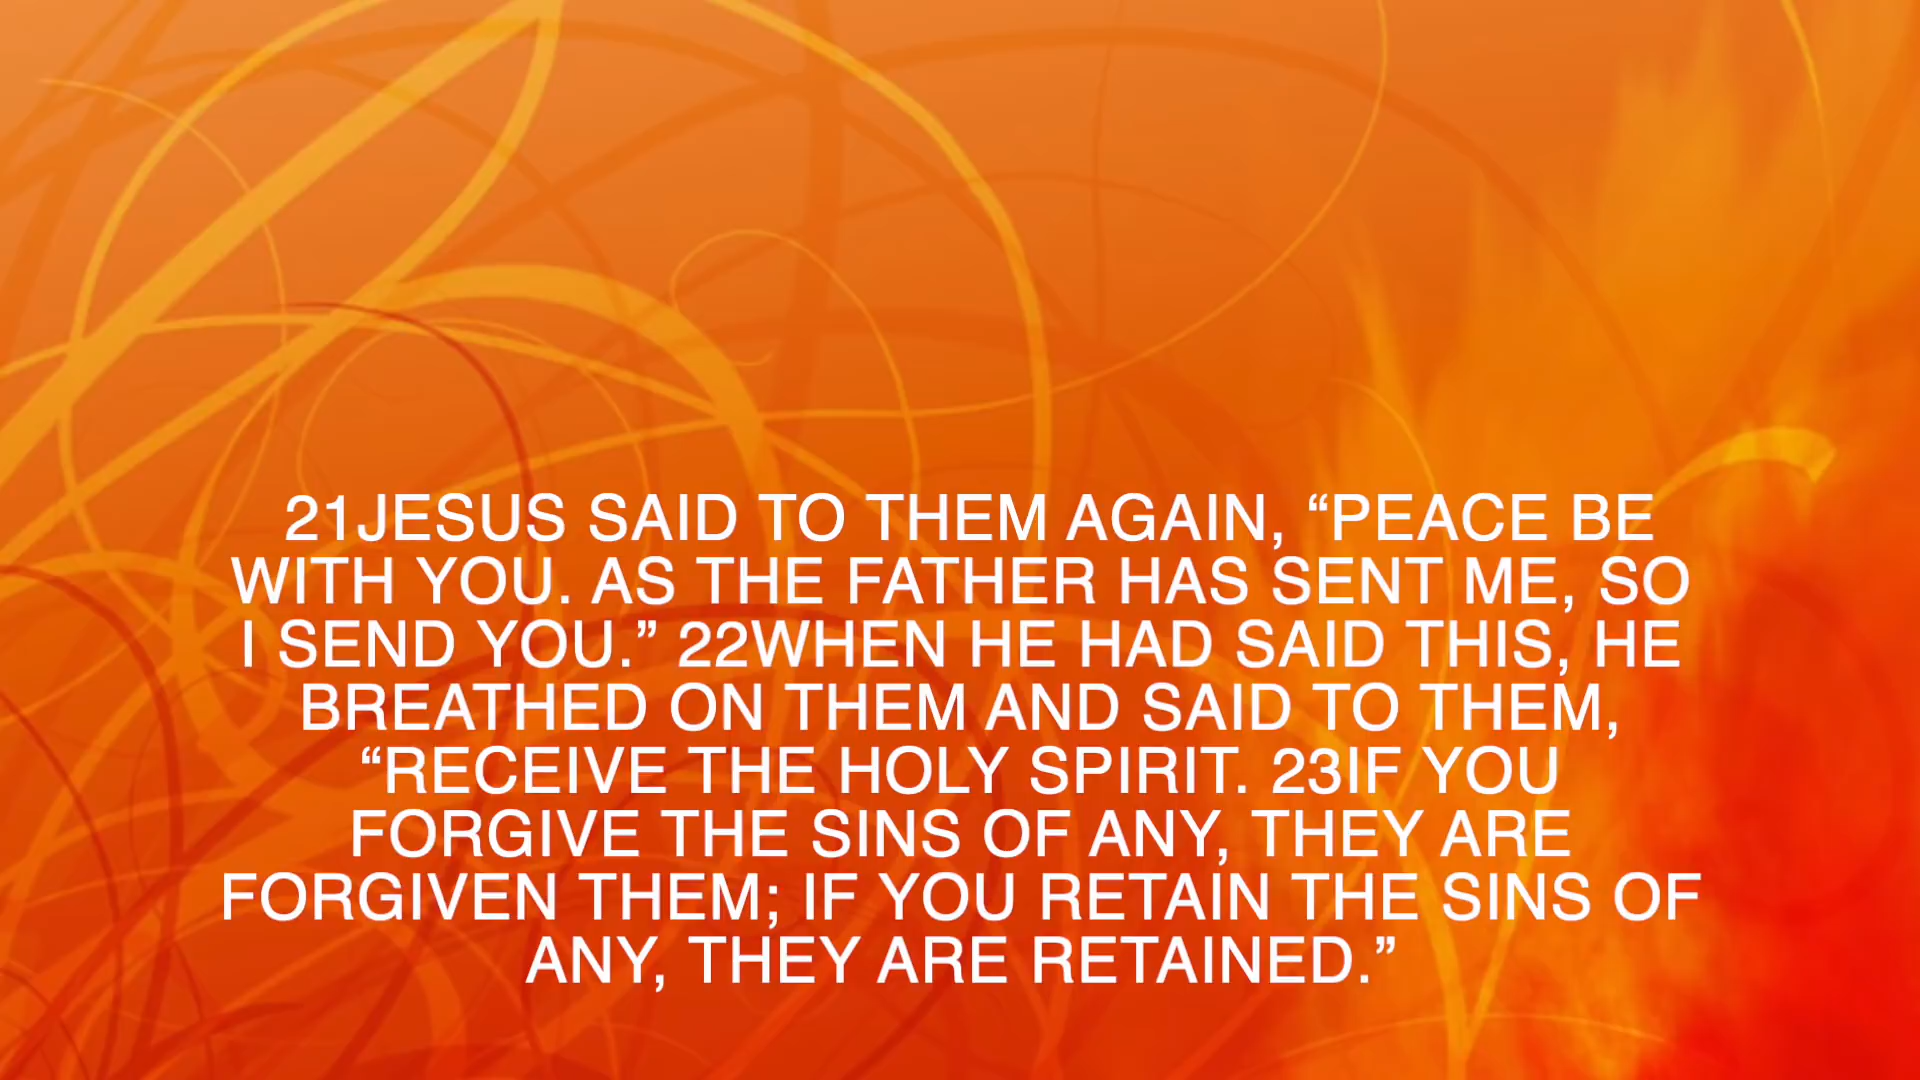 21JESUS SAID TO THEM AGAIN, “PEACE BE
WITH YOU. AS THE FATHER HAS SENT ME, SO
I SEND YOU.” 22WHEN HE HAD SAID THIS, HE
BREATHED ON THEM AND SAID TO THEM,
“RECEIVE THE HOLY SPIRIT. 23IF YOU
FORGIVE THE SINS OF ANY, THEY ARE
FORGIVEN THEM; IF YOU RETAIN THE SINS OF
ANY, THEY ARE RETAINED.”